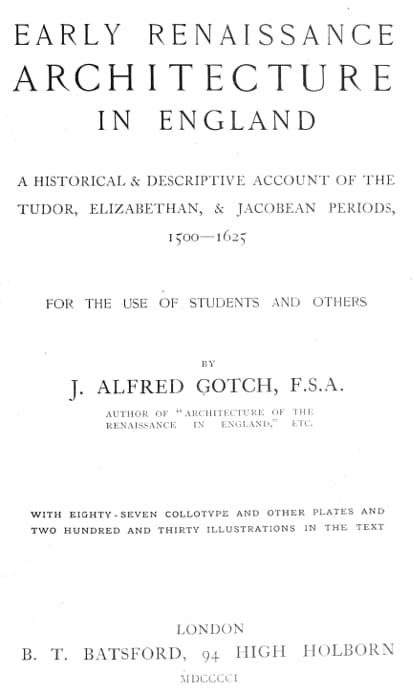 EARLY RENAISSANCE
ARCHITECTURE
IN ENGLAND
A HISTORICAL & DESCRIPTIVE ACCOUNT OF THE
TUDOR, ELIZABETHAN, & JACOBEAN PERIODS,
1500—1625
FOR THE USE OF STUDENTS AND OTHERS
BY
J. ALFRED GOTCH, F.S.A.
AUTHOR OF "ARCHITECTURE OF THE
RENAISSANCE IN ENGLAND," ETC.
WITH EIGHTY-SEVEN COLLOTYPE AND OTHER PLATES AND
TWO HUNDRED AND THIRTY ILLUSTRATIONS IN THE TEXT
LONDON
B. T. BATSFORD, 94 HIGH HOLBORN
MDCCCCI